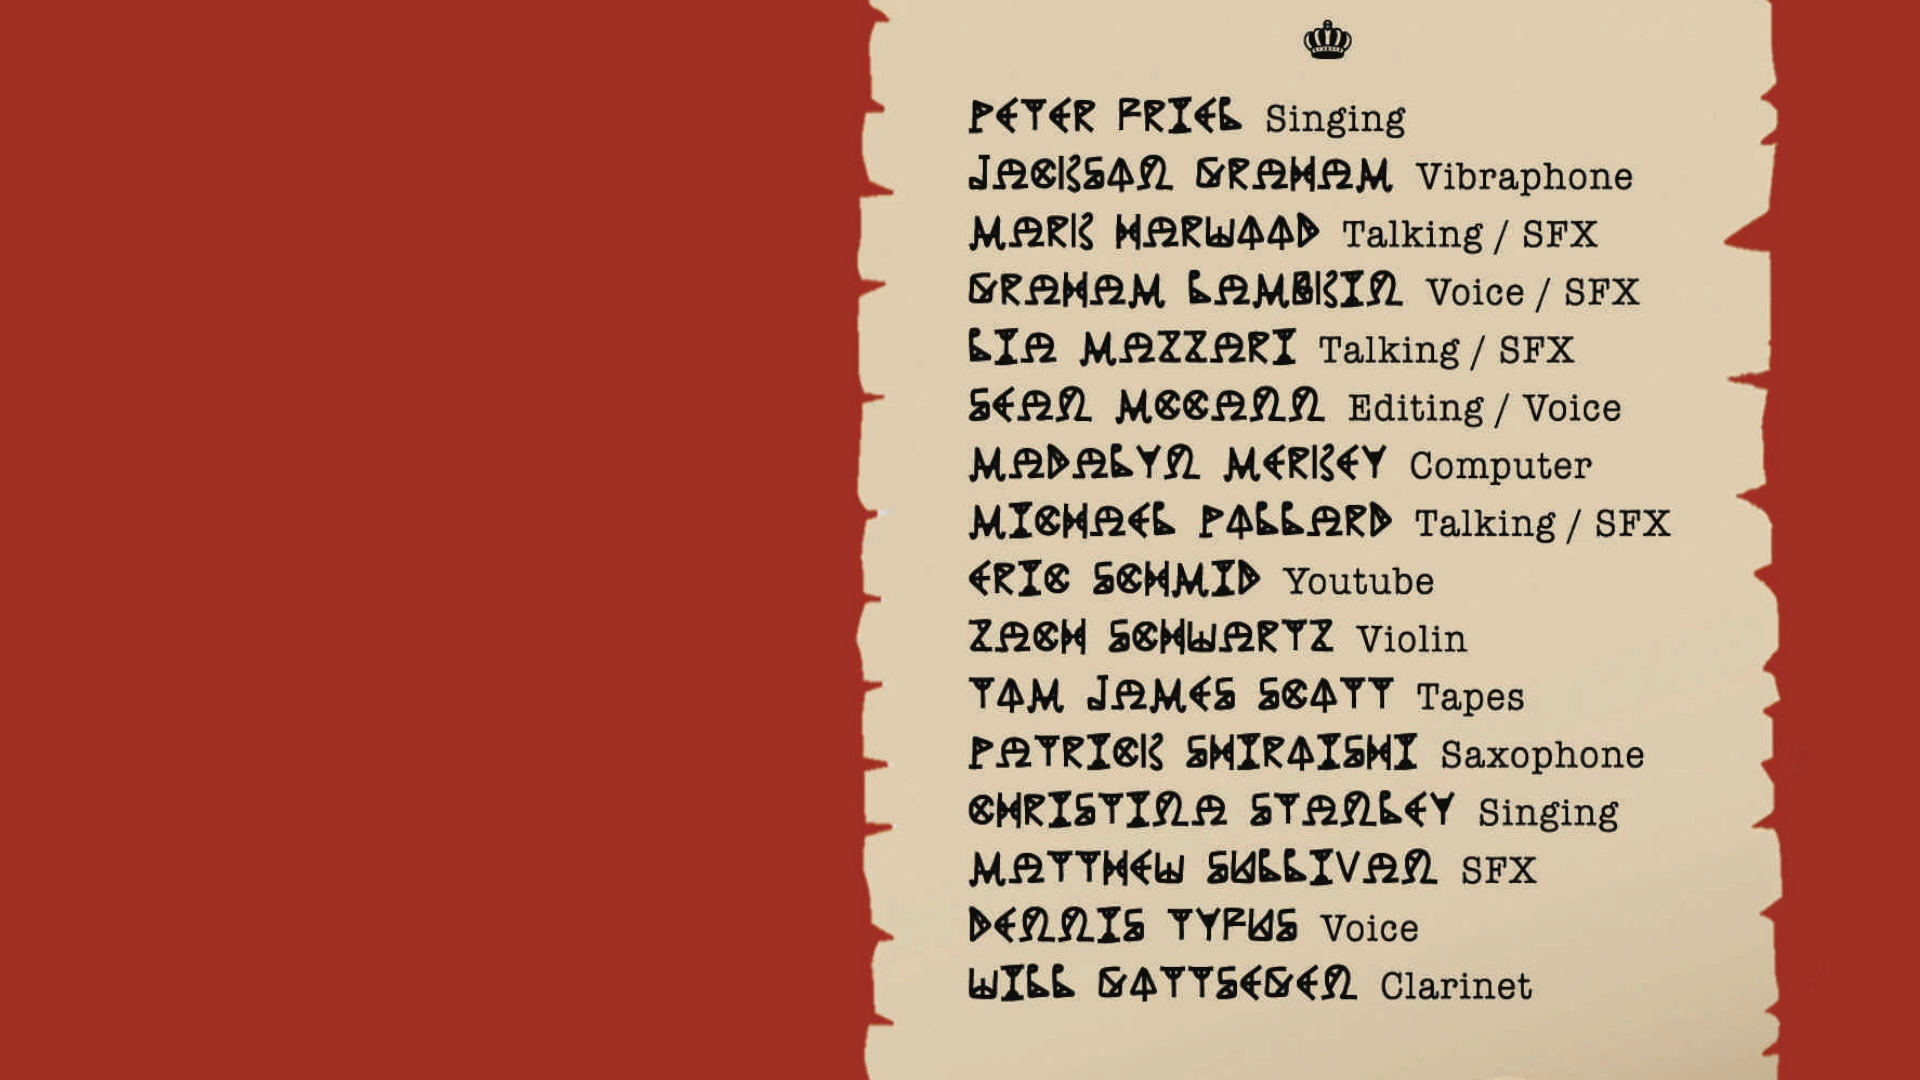 PETER FRIEL Singing
JACKSON GRAHAM Vibraphone
MARK HARWOOD Talking / SFX
GRAHAM LAMBKIN Voice / SFX
LIA MAZZARI Talking / SFX
SEAN MCCANN Editing / Voice
MADALYN MERKEY Computer
MICHAEL POLLARD Talking / SFX
ERIC SCHMID Youtube
ZACH SCHWARTZ Violin
TOM JAMES SCOTT Tapes
PATRICK SHIROISHI Saxophone
CHRISTINA STANLEY Singing
MATTHEW SULLIVAN SFX
DENNIS TYFUS Voice
WILL GOTTSEGEN Clarinet